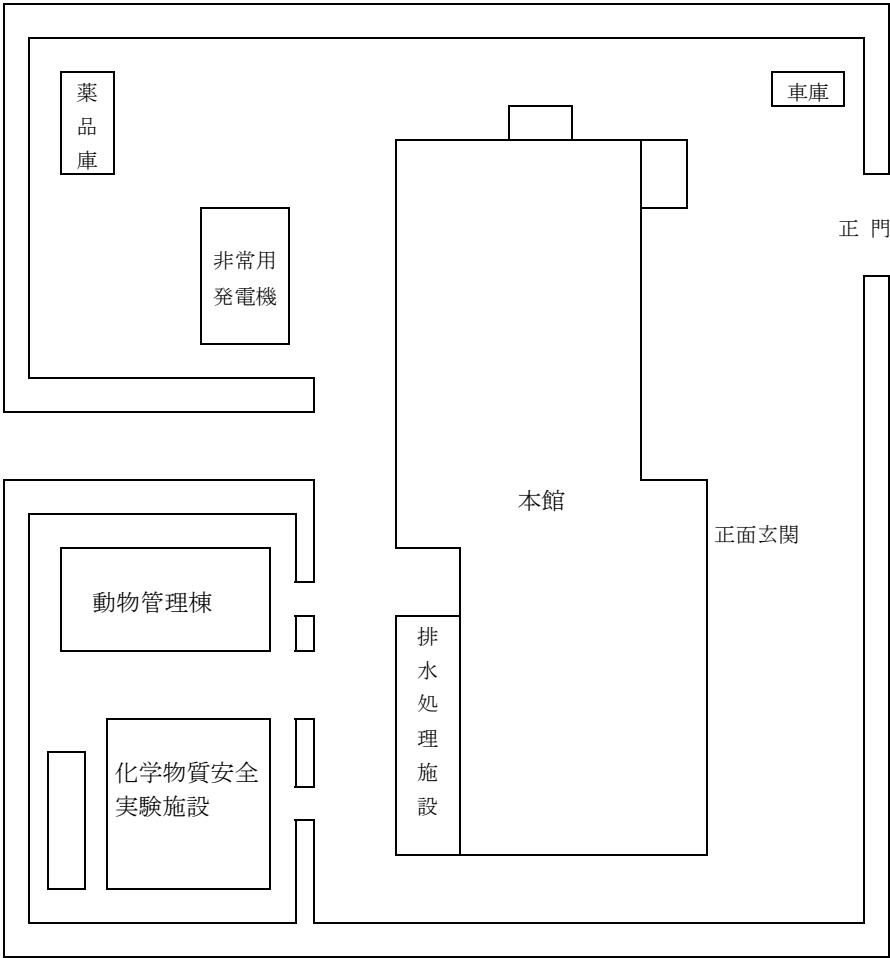 薬品庫
車庫
正 門
非常用
発電機
本館
正面玄関
動物管理棟
排水処理施設
化学物質安全
実験施設